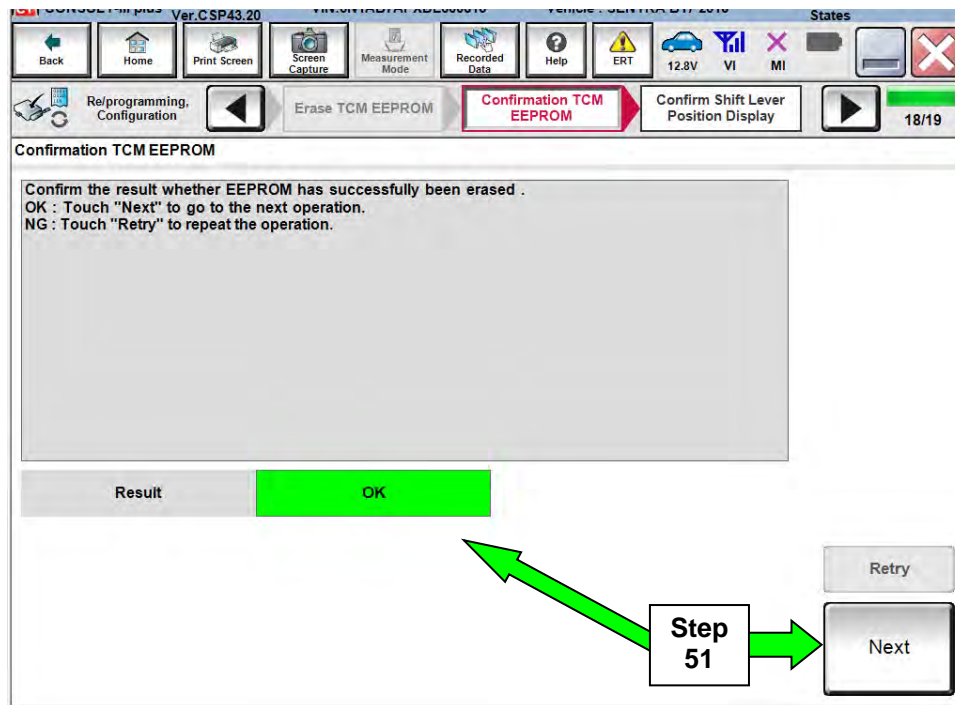 Ver.CSP43.20
States
Back
Home
Print Screen
Screen
Capture
Measurement
Mode
Recorded
Data
Help
ERT
12.8V
VI
MI
Re/programming,
Configuration
Erase TCM EEPROM
Confirmation TCM
EEPROM
Confirm Shift Lever
Position Display
18/19
Confirmation TCM EEPROM
Confirm the result whether EEPROM has successfully been erased .
OK : Touch "Next" to go to the next operation.
NG : Touch "Retry" to repeat the operation.
Result
OK
Retry
Step
51
Next